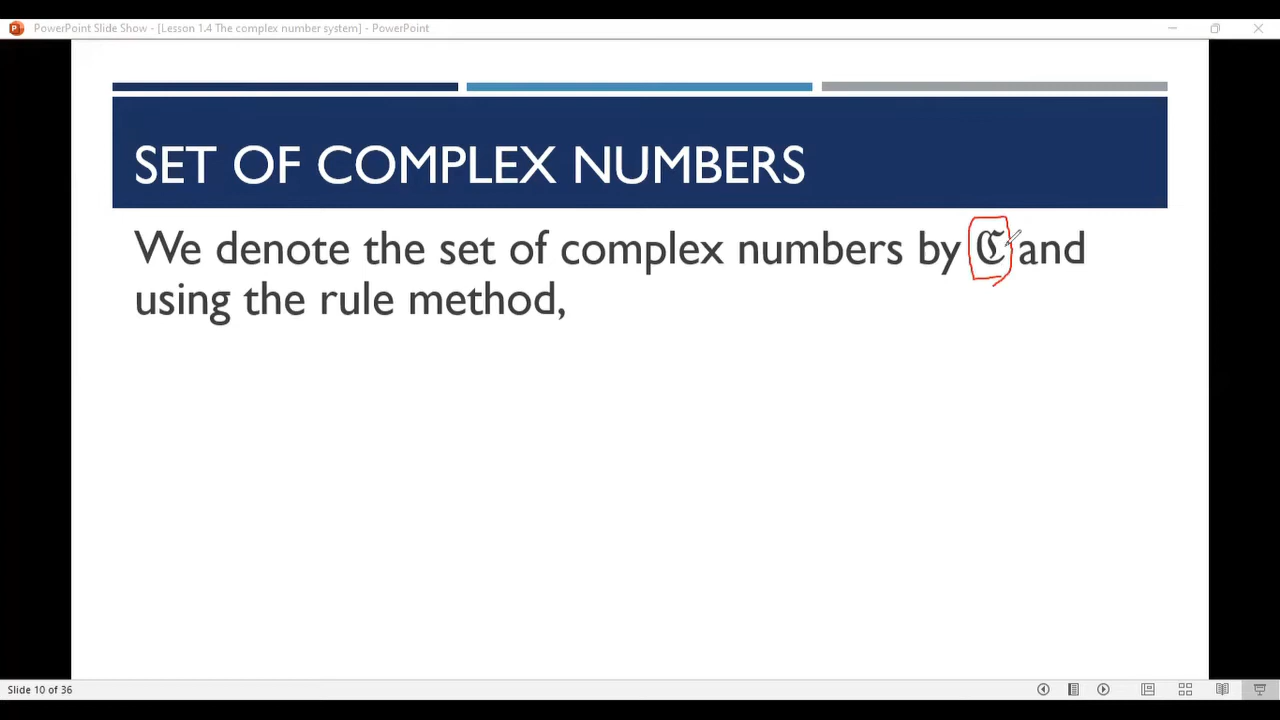 PowerPoint Slide Show - [Lesson 1.4 The complex number system] - PowerPoint
SET OF COMPLEX NUMBERS
We denote the set of complex numbers by ℭ and
using the rule method,
Slide 10 of 36